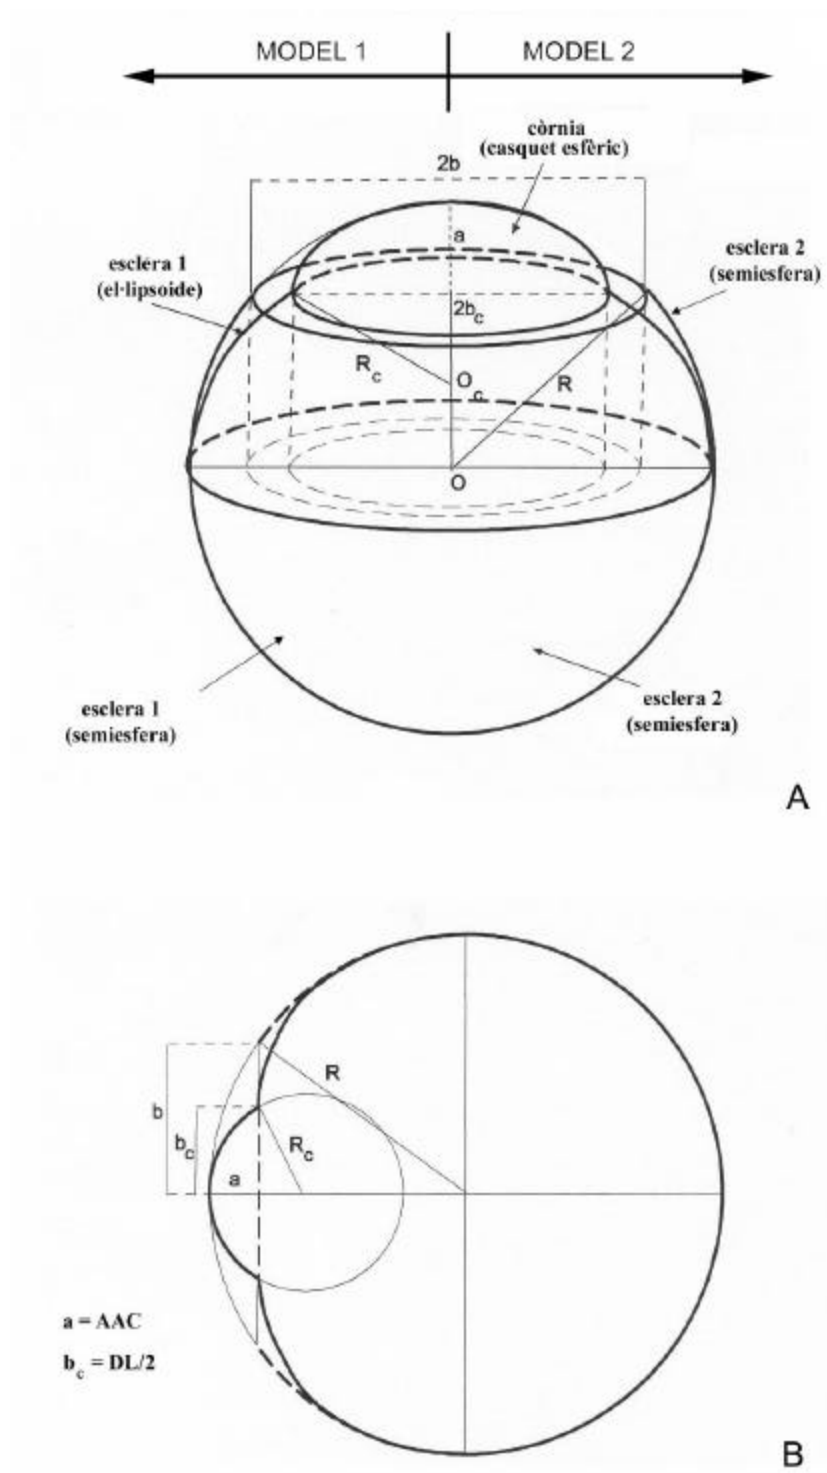 MODEL 1 MODEL 2
còrnia
(casquet esfèric)
2b
a
esclera 1
(el·lipsoide)
esclera 2
(semiesfera)
2b_c
R_c
O_c
R
O
esclera 1
(semiesfera)
esclera 2
(semiesfera)
A
R
b
b_c
R_c
a
a = AAC
b_c = DL/2
B